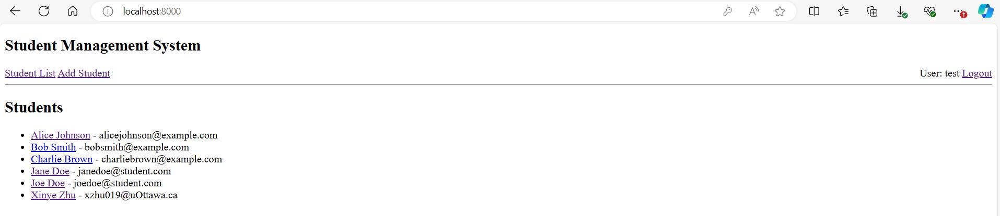 localhost:8000
Student Management System
Student List Add Student User: test Logout
Students
Alice Johnson - alicejohnson@example.com
Bob Smith - bobsmith@example.com
Charlie Brown - charliebrown@example.com
Jane Doe - janedoe@student.com
Joe Doe - joedoe@student.com
Xinye Zhu - xzhu019@uOttawa.ca